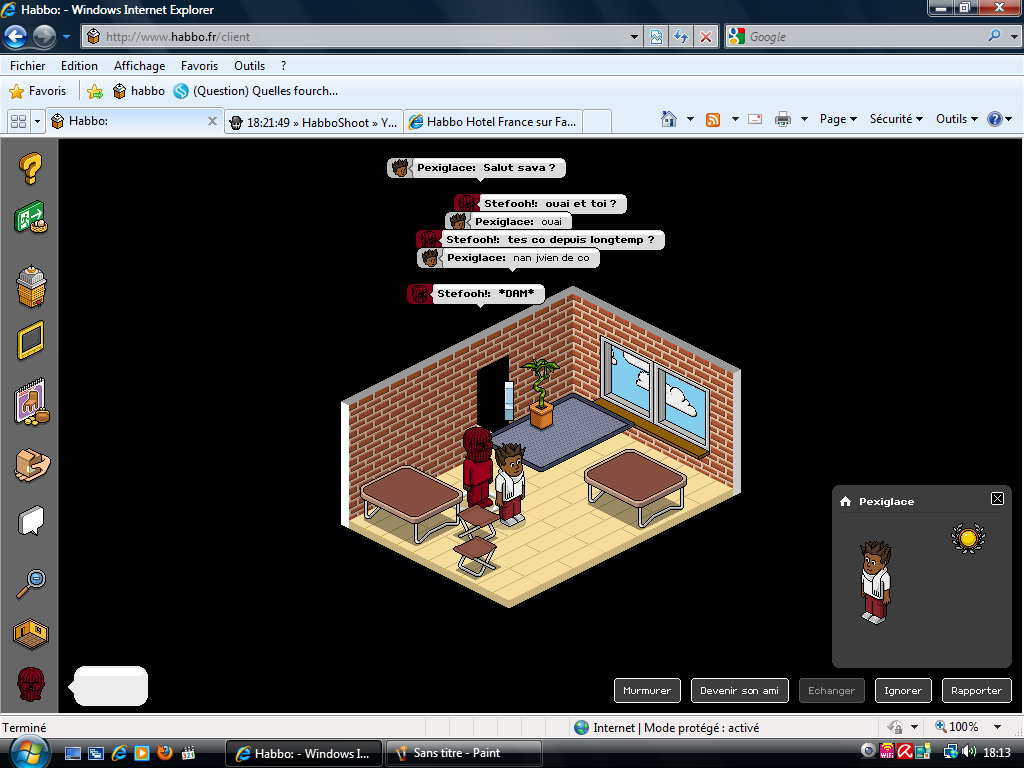 Habbo: - Windows Internet Explorer
http://www.habbo.fr/client
Google
Fichier Edition Affichage Favoris Outils ?
Favoris habbo (Question) Quelles fourch...
Habbo: 18:21:49 » HabboShoot » Y... Habbo Hotel France sur Fa... Page Sécurité Outils
Pexiglace: Salut sava ?
Stefooh!: ouai et toi ?
Pexiglace: ouai
Stefooh!: tes co depuis longtemp ?
Pexiglace: nan jvien de co
Stefooh!: *DAM*
Pexiglace
Murmurer Devenir son ami Echanger Ignorer Rapporter
Terminé Internet | Mode protégé : activé 100%
Habbo: - Windows I... Sans titre - Paint 18:13